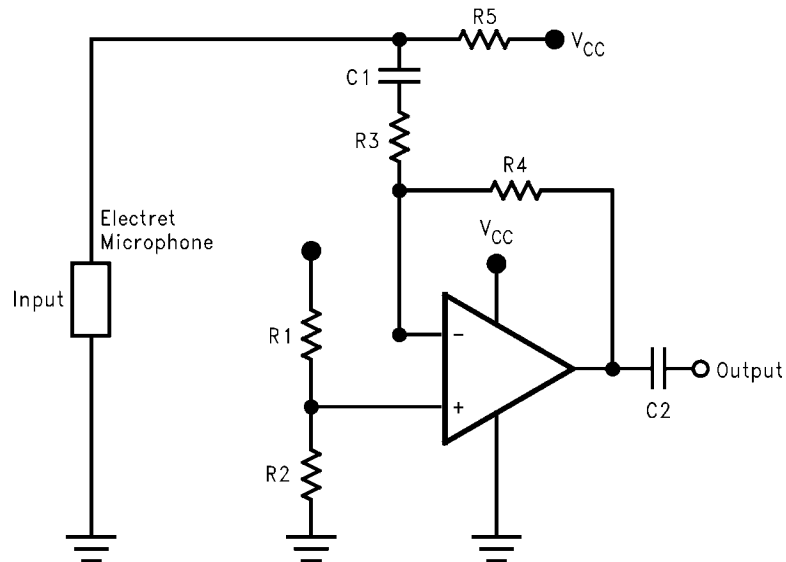 R5
VCC
C1
R3
R4
Electret
Microphone
VCC
Input
R1
-
Output
+
C2
R2